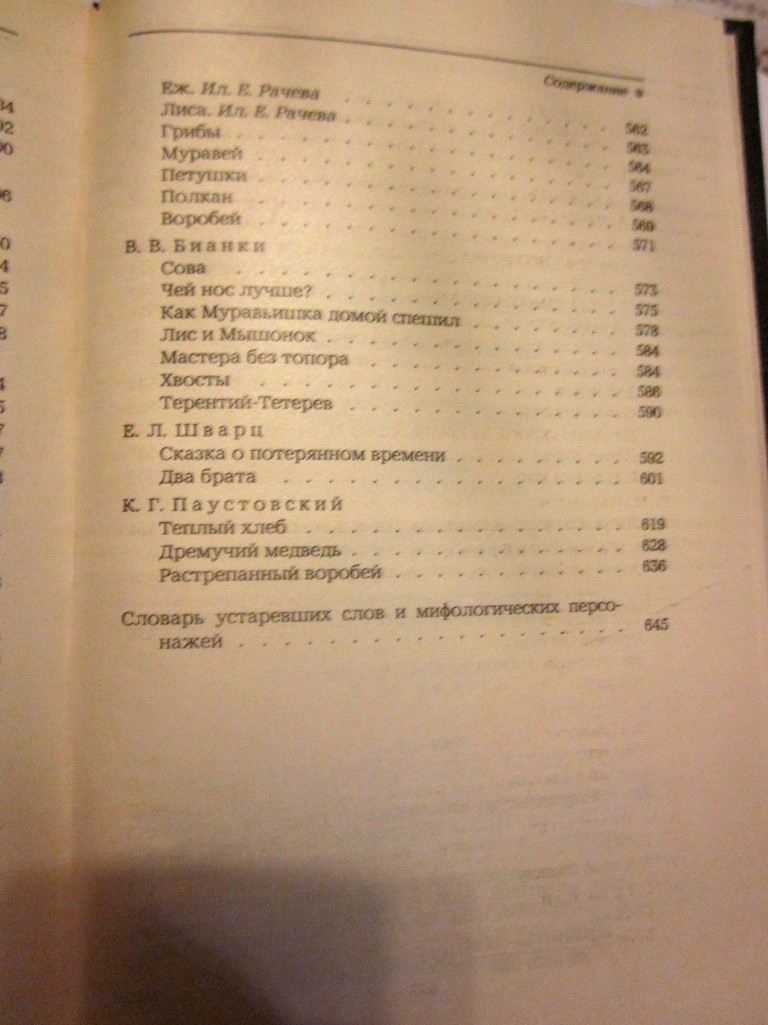 Содержание
Еж. Ил. Е. Рачева . . . . . . . . . . . . . . 562
Лиса. Ил. Е. Рачева . . . . . . . . . . . . . 563
Грибы . . . . . . . . . . . . . . . . . . 564
Муравей . . . . . . . . . . . . . . . . . 567
Петушки . . . . . . . . . . . . . . . . . 568
Полкан . . . . . . . . . . . . . . . . . . 569
Воробей . . . . . . . . . . . . . . . . . 571
В. В. Бианки
Сова . . . . . . . . . . . . . . . . . . 573
Чей нос лучше? . . . . . . . . . . . . . . 575
Как Муравьишка домой спешил . . . . . . . 578
Лис и Мышонок . . . . . . . . . . . . . . 584
Мастера без топора . . . . . . . . . . . . 584
Хвосты . . . . . . . . . . . . . . . . . 586
Терентий-Тетерев . . . . . . . . . . . . . 590
Е. Л. Шварц
Сказка о потерянном времени . . . . . . . . 592
Два брата . . . . . . . . . . . . . . . . 601
К. Г. Паустовский
Теплый хлеб . . . . . . . . . . . . . . . 619
Дремучий медведь . . . . . . . . . . . . . 628
Растрепанный воробей . . . . . . . . . . . 636
Словарь устаревших слов и мифологических персо-
нажей . . . . . . . . . . . . . . . . . . 645